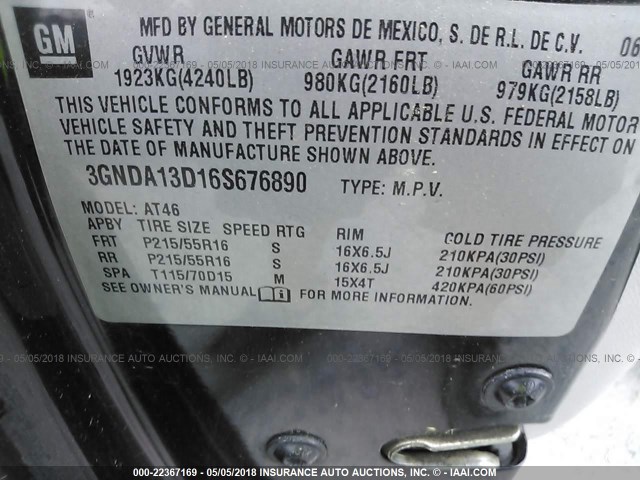 GM
MFD BY GENERAL MOTORS DE MEXICO, S. DE R.L. DE C.V. 06
GVWR GAWR FRT GAWR RR
1923KG(4240LB) 980KG(2160LB) 979KG(2158LB)
THIS VEHICLE CONFORMS TO ALL APPLICABLE U.S. FEDERAL MOTOR
VEHICLE SAFETY AND THEFT PREVENTION STANDARDS IN EFFECT ON
THE DATE OF MANUFACTURE SHOWN ABOVE.
3GNDA13D16S676890 TYPE: M.P.V.
MODEL: AT46
APBY TIRE SIZE SPEED RTG RIM COLD TIRE PRESSURE
FRT P215/55R16 S 16X6.5J 210KPA(30PSI)
RR P215/55R16 S 16X6.5J 210KPA(30PSI)
SPA T115/70D15 M 15X4T 420KPA(60PSI)
SEE OWNER'S MANUAL FOR MORE INFORMATION.
000-22367169 - 05/05/2018 INSURANCE AUTO AUCTIONS, INC. - © IAAI.COM